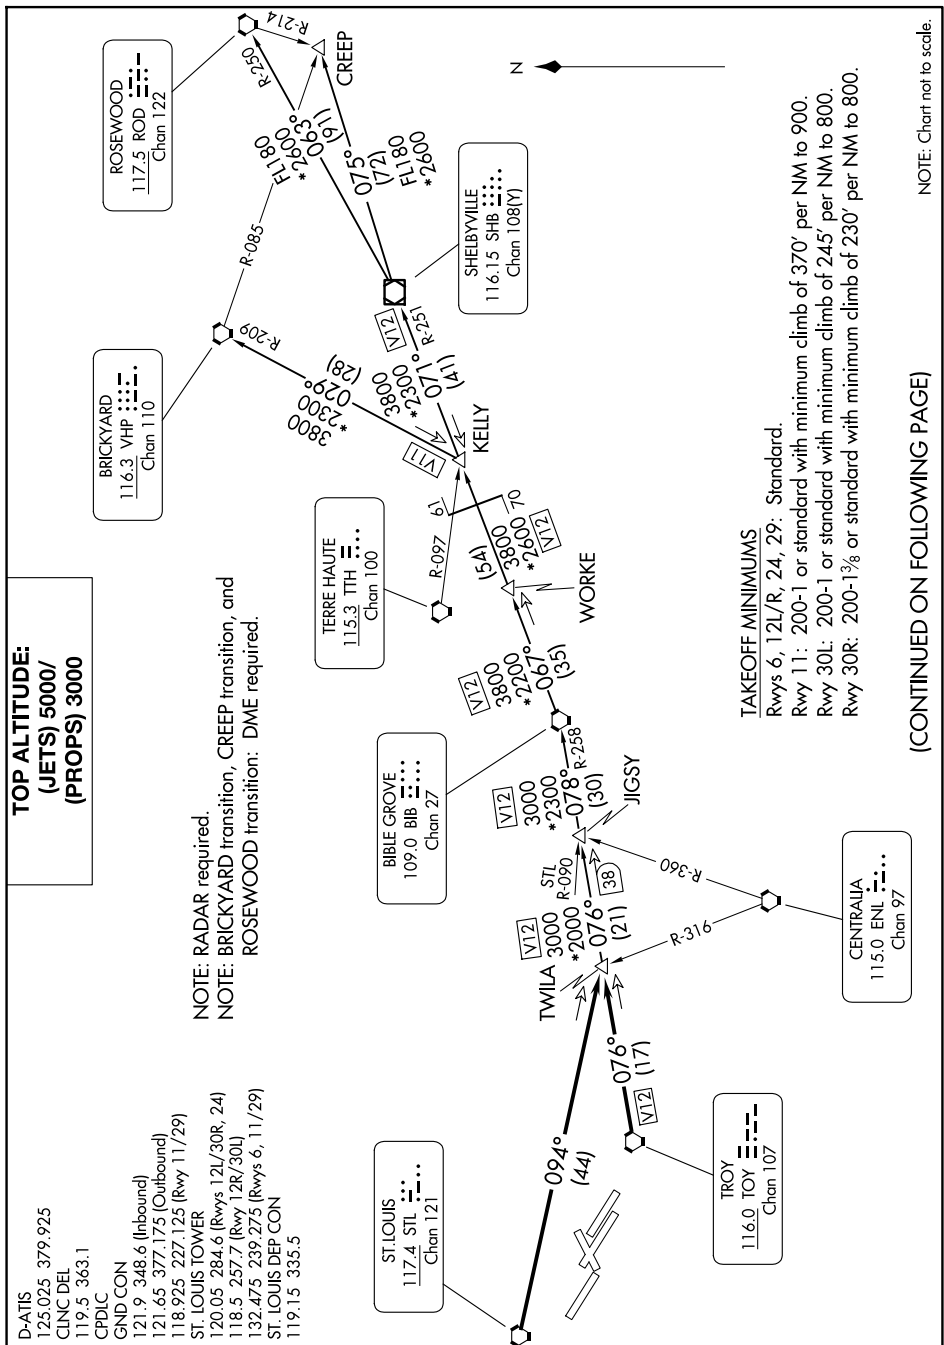 TOP ALTITUDE:
(JETS) 5000/
(PROPS) 3000
D-ATIS
125.025 379.925
CLNC DEL
119.5 363.1
CPDLC
GND CON
121.9 348.6 (Inbound)
121.65 377.175 (Outbound)
118.925 227.125 (Rwy 11/29)
ST. LOUIS TOWER
120.05 284.6 (Rwys 12L/30R, 24)
118.5 257.7 (Rwy 12R/30L)
132.475 239.275 (Rwys 6, 11/29)
ST. LOUIS DEP CON
119.15 335.5
NOTE: RADAR required.
NOTE: BRICKYARD transition, CREEP transition, and
ROSEWOOD transition: DME required.
ST. LOUIS
117.4 STL
Chan 121
094°
(44)
TROY
116.0 TOY
Chan 107
V12
076°
(17)
TWILA
V12
3000
*2000
076°
(21)
STL
R-090
38
JIGSY
CENTRALIA
115.0 ENL
Chan 97
R-316
R-360
V12
3000
*2300
078°
(30)
R-258
BIBLE GROVE
109.0 BIB
Chan 27
V12
3800
*2200
067°
(35)
WORKE
(54)
3800
*2600
V12
61
70
TERRE HAUTE
115.3 TTH
Chan 100
R-097
KELLY
V11
3800
*2300
029°
(28)
R-209
BRICKYARD
116.3 VHP
Chan 110
R-085
V12
3800
*2300
071°
(41)
R-251
SHELBYVILLE
116.15 SHB
Chan 108(Y)
FL180
*2600
063°
(91)
R-250
075°
(72)
FL180
*2600
ROSEWOOD
117.5 ROD
Chan 122
R-214
CREEP
N
TAKEOFF MINIMUMS
Rwys 6, 12L/R, 24, 29: Standard.
Rwy 11: 200-1 or standard with minimum climb of 370' per NM to 900.
Rwy 30L: 200-1 or standard with minimum climb of 245' per NM to 800.
Rwy 30R: 200-1⅜ or standard with minimum climb of 230' per NM to 800.
(CONTINUED ON FOLLOWING PAGE)
NOTE: Chart not to scale.